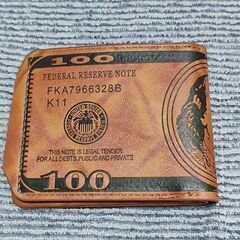 100
FEDERAL RESERVE NOTE
FKA7966328B
K11
THIS NOTE IS LEGAL TENDER
FOR ALL DEBTS, PUBLIC AND PRIVATE
100